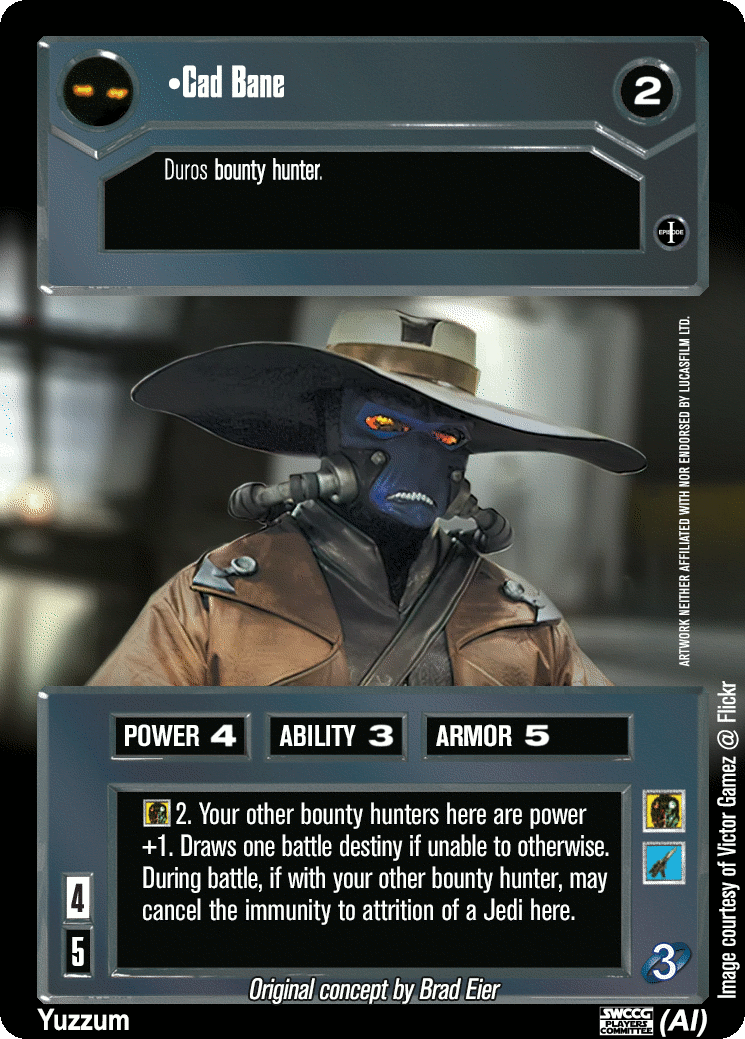 •Cad Bane
2
Duros bounty hunter.
EPISODE
I
ARTWORK NEITHER AFFILIATED WITH NOR ENDORSED BY LUCASFILM LTD.
POWER 4
ABILITY 3
ARMOR 5
2. Your other bounty hunters here are power
+1. Draws one battle destiny if unable to otherwise.
During battle, if with your other bounty hunter, may
cancel the immunity to attrition of a Jedi here.
4
5
3
Image courtesy of Victor Gamez @ Flickr
Original concept by Brad Eier
Yuzzum
SWCCG
PLAYERS
COMMITTEE
(AI)